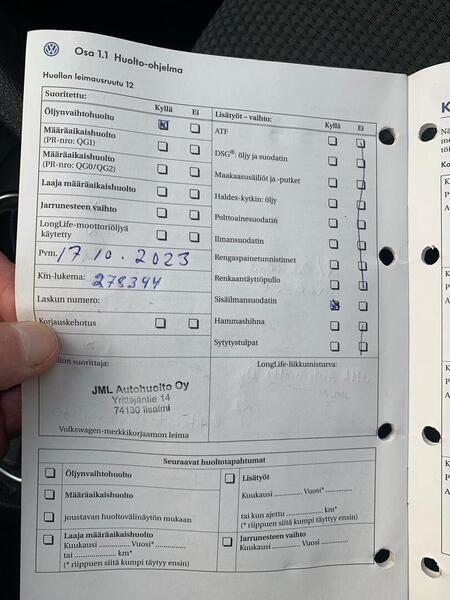 Osa 1.1 Huolto-ohjelma
Huollon leimausruutu 12
Suoritettu: Kyllä Ei
Öljynvaihtohuolto
Määräaikaishuolto
(PR-nro: QG1)
Määräaikaishuolto
(PR-nro: QG0/QG2)
Laaja määräaikaishuolto
Jarrunesteen vaihto
LongLife-moottoriöljyä
käytetty
Pvm. 17.10.2023
Km-lukema: 278344
Laskun numero:
Korjauskehotus
llon suorittaja:
JML Autohuolto Oy
Yrittäjäntie 14
74130 Iisalmi
Volkswagen-merkkikorjaamon leima
Lisätyöt – vaihto: Kyllä Ei
ATF
DSG®: öljy ja suodatin
Maakaasusäiliöt ja -putket
Haldex-kytkin: öljy
Polttoainesuodatin
Ilmansuodatin
Rengaspainetunnistimet
Renkaantäyttöpullo
Sisäilmansuodatin
Hammashihna
Sytytystulpat
LongLife-liikkumisturva:
Seuraavat huoltotapahtumat
Öljynvaihtohuolto
Määräaikaishuolto
joustavan huoltovälinäytön mukaan
Laaja määräaikaishuolto
Kuukausi .............. Vuosi* ..............
tai .................... km*
(* riippuen siitä kumpi täytyy ensin)
Lisätyöt
Kuukausi .............. Vuosi* ..............
tai kun ajettu .................... km*
(* riippuen siitä kumpi täytyy ensin)
Jarrunesteen vaihto
Kuukausi .............. Vuosi ..............
K